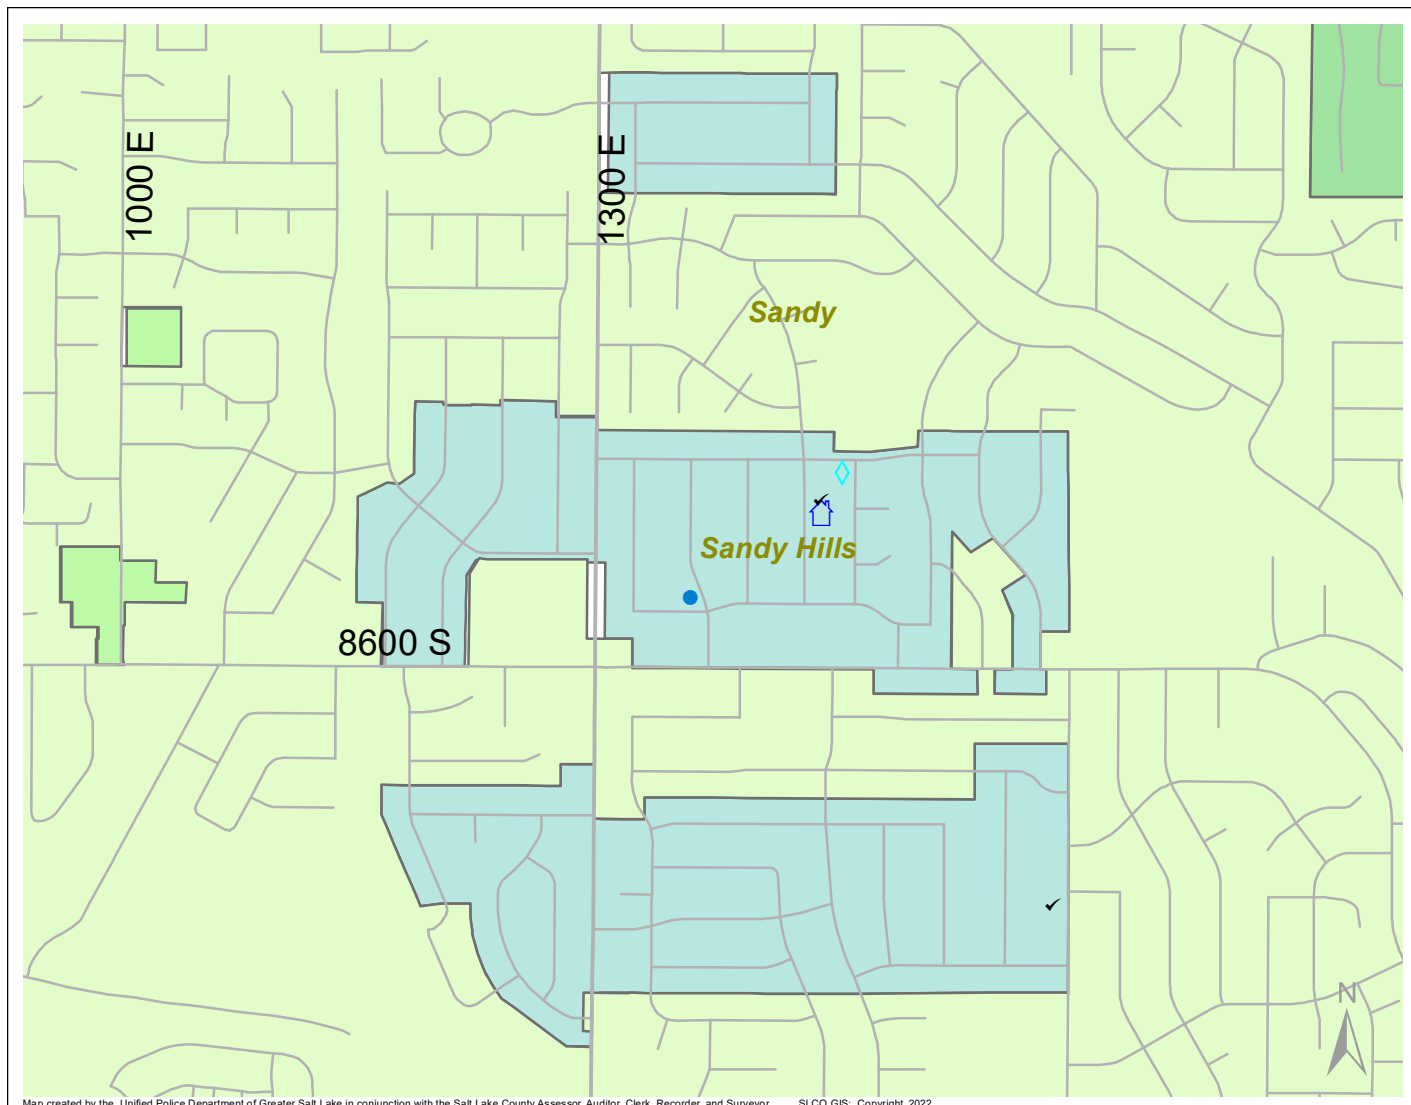 1000 E
1300 E
Sandy
Sandy Hills
8600 S
N
Map created by the Unified Police Department of Greater Salt Lake in conjunction with the Salt Lake County Assessor, Auditor, Clerk, Recorder, and Surveyor. SLCO GIS: Copyright 2022